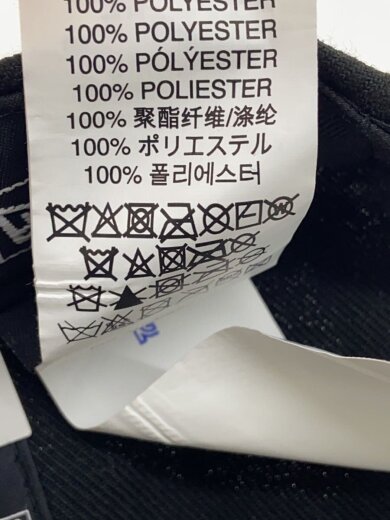 100% POLYESTER
100% POLYESTER
100% PÓLÝESTER
100% POLIESTER
100% 聚酯纤维/涤纶
100% ポリエステル
100% 폴리에스터